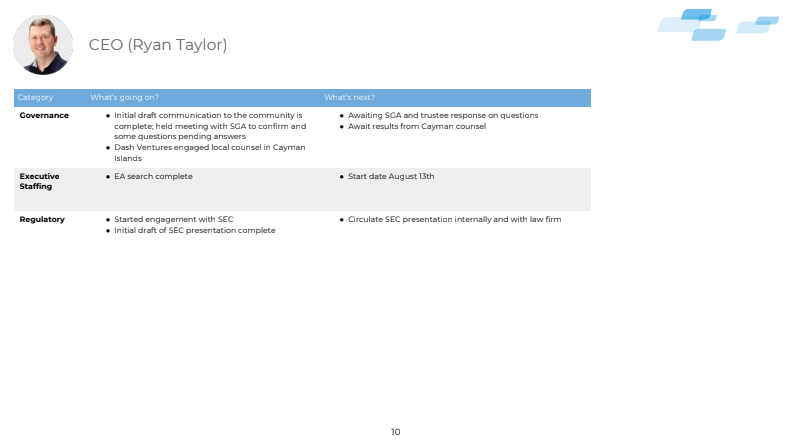 CEO (Ryan Taylor)
Category What's going on? What's next?
Governance
● Initial draft communication to the community is
complete; held meeting with SGA to confirm and
some questions pending answers
● Dash Ventures engaged local counsel in Cayman
Islands
● Awaiting SGA and trustee response on questions
● Await results from Cayman counsel
Executive
Staffing
● EA search complete
● Start date August 13th
Regulatory
● Started engagement with SEC
● Initial draft of SEC presentation complete
● Circulate SEC presentation internally and with law firm
10